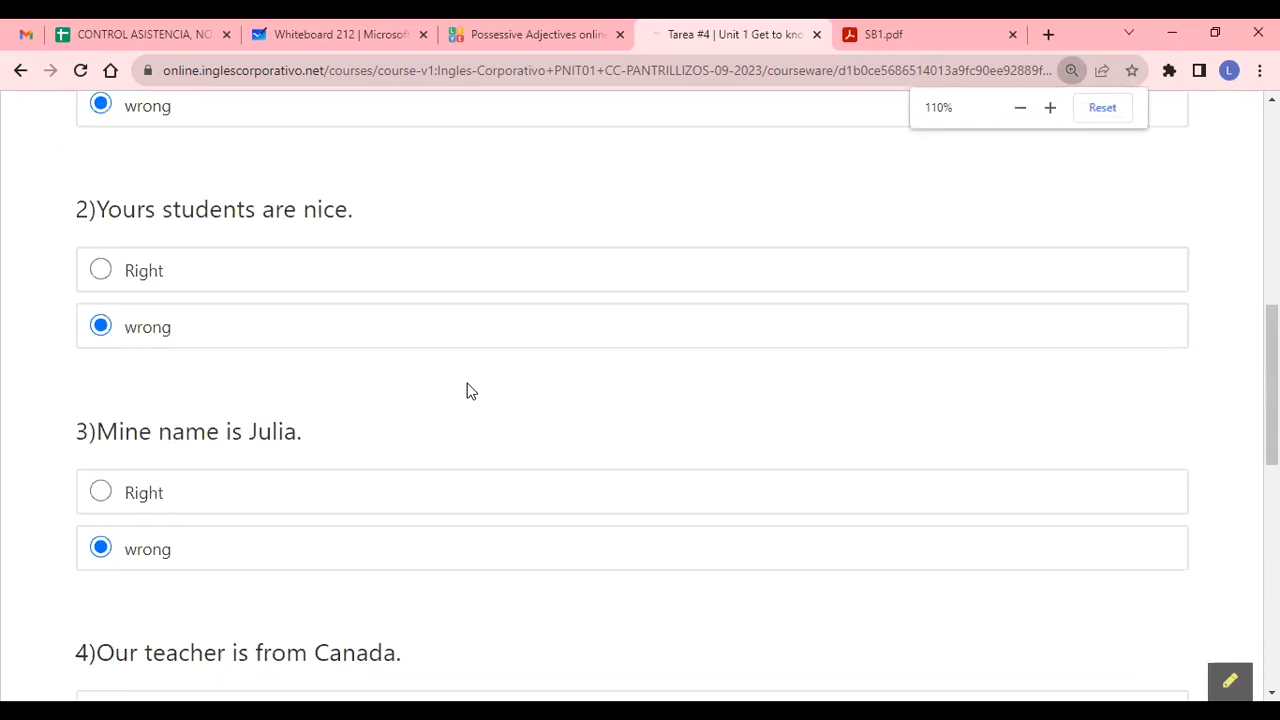 CONTROL ASISTENCIA, NO
Whiteboard 212 | Microsoft
Possessive Adjectives onlin
Tarea #4 | Unit 1 Get to kno
SB1.pdf
online.inglescorporativo.net/courses/course-v1:Ingles-Corporativo+PNIT01+CC-PANTRILLIZOS-09-2023/courseware/d1b0ce5686514013a9fc90ee92889f...
L
110%
Reset
wrong
2)Yours students are nice.
Right
wrong
3)Mine name is Julia.
Right
wrong
4)Our teacher is from Canada.